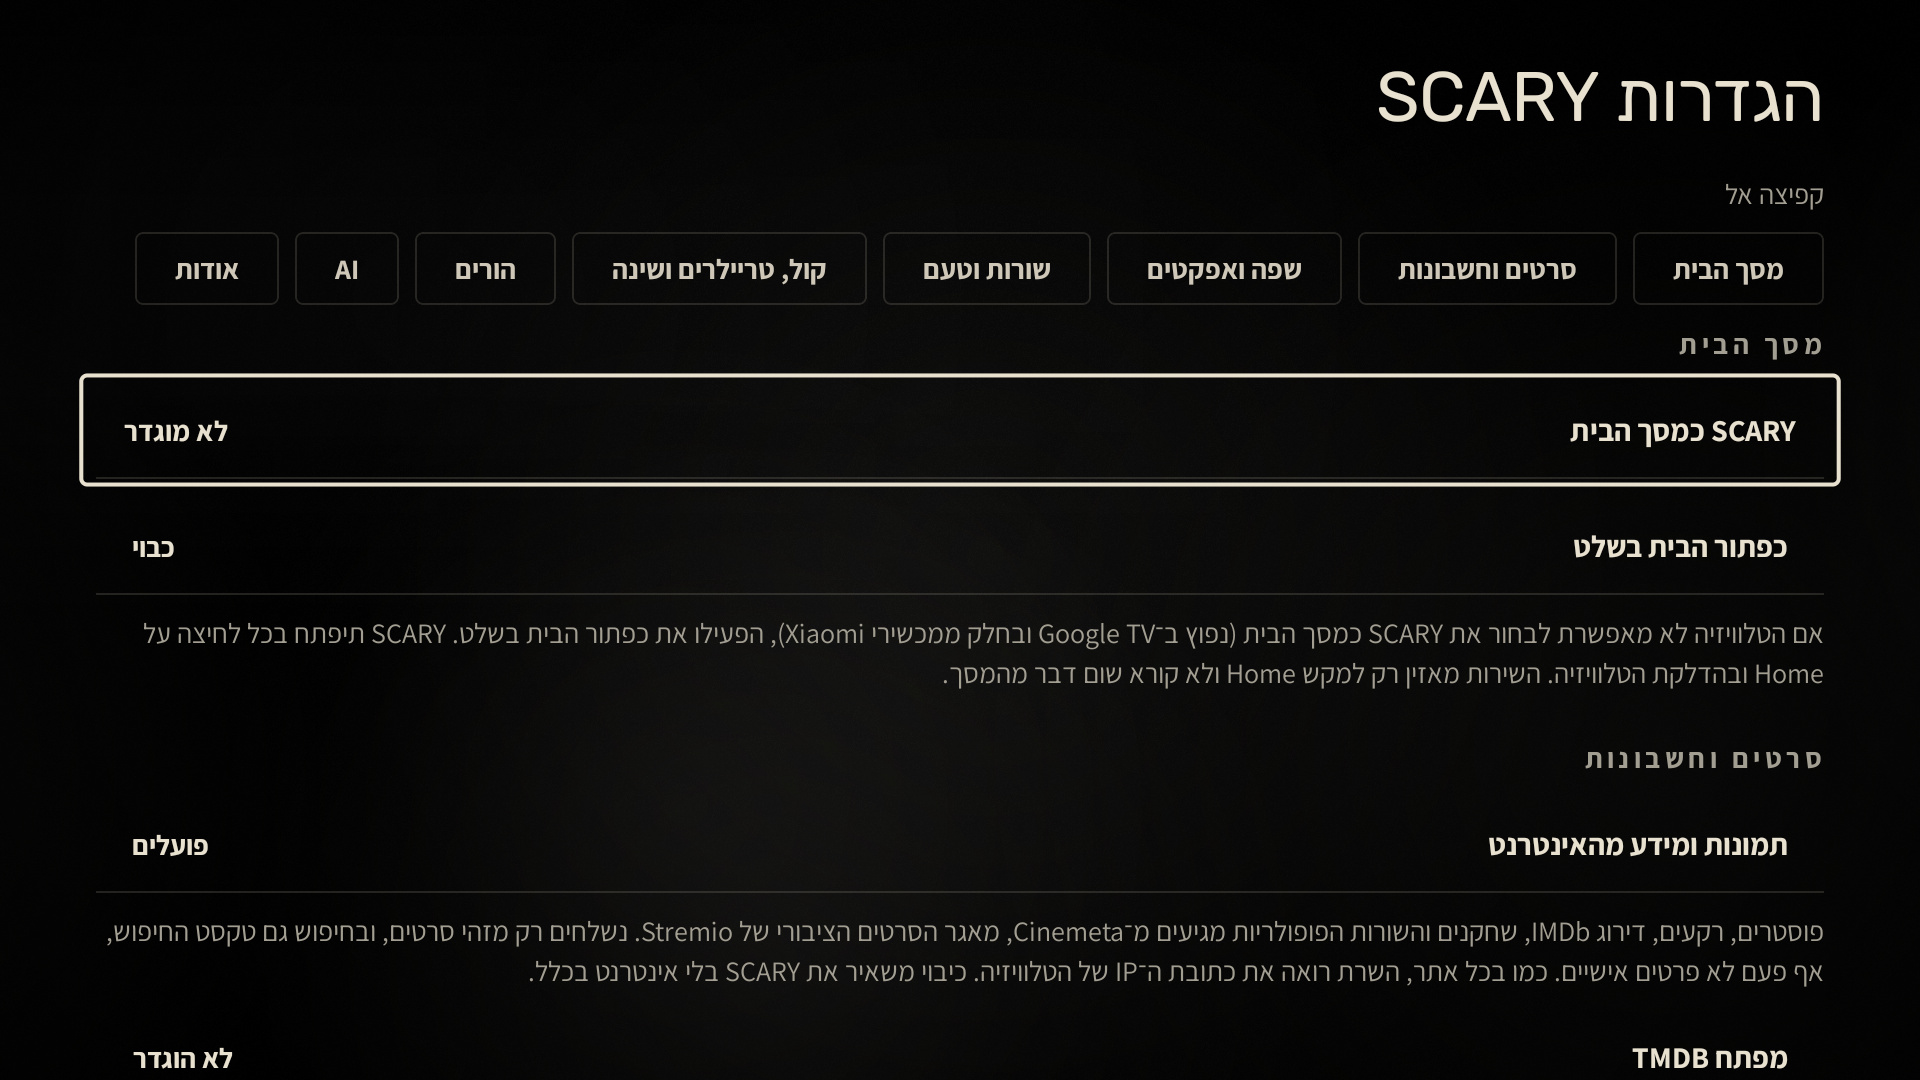 הגדרות SCARY
קפיצה אל
מסך הבית
סרטים וחשבונות
שפה ואפקטים
שורות וטעם
קול, טריילרים ושינה
הורים
AI
אודות
מסך הבית
SCARY כמסך הבית
לא מוגדר
כפתור הבית בשלט
כבוי
אם הטלוויזיה לא מאפשרת לבחור את SCARY כמסך הבית (נפוץ ב־Google TV ובחלק ממכשירי Xiaomi), הפעילו את כפתור הבית בשלט. SCARY תיפתח בכל לחיצה על
Home ובהדלקת הטלוויזיה. השירות מאזין רק למקש Home ולא קורא שום דבר מהמסך.
סרטים וחשבונות
תמונות ומידע מהאינטרנט
פועלים
פוסטרים, רקעים, דירוג IMDb, שחקנים והשורות הפופולריות מגיעים מ־Cinemeta, מאגר הסרטים הציבורי של Stremio. נשלחים רק מזהי סרטים, ובחיפוש גם טקסט החיפוש,
אף פעם לא פרטים אישיים. כמו בכל אתר, השרת רואה את כתובת ה־IP של הטלוויזיה. כיבוי משאיר את SCARY בלי אינטרנט בכלל.
מפתח TMDB
לא הוגדר